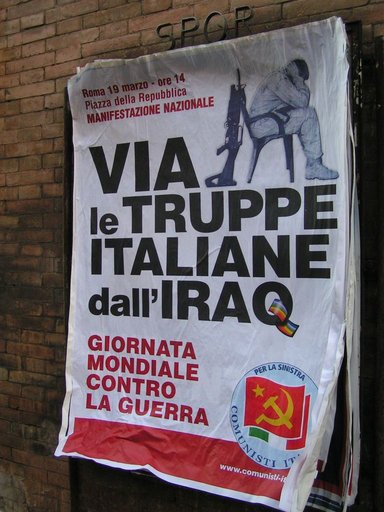 SPQR
Roma 19 marzo - ore 14
Piazza della Repubblica
MANIFESTAZIONE NAZIONALE
VIA
le TRUPPE
ITALIANE
dall'IRAQ
GIORNATA
MONDIALE
CONTRO
LA GUERRA
PER LA SINISTRA
COMUNISTI